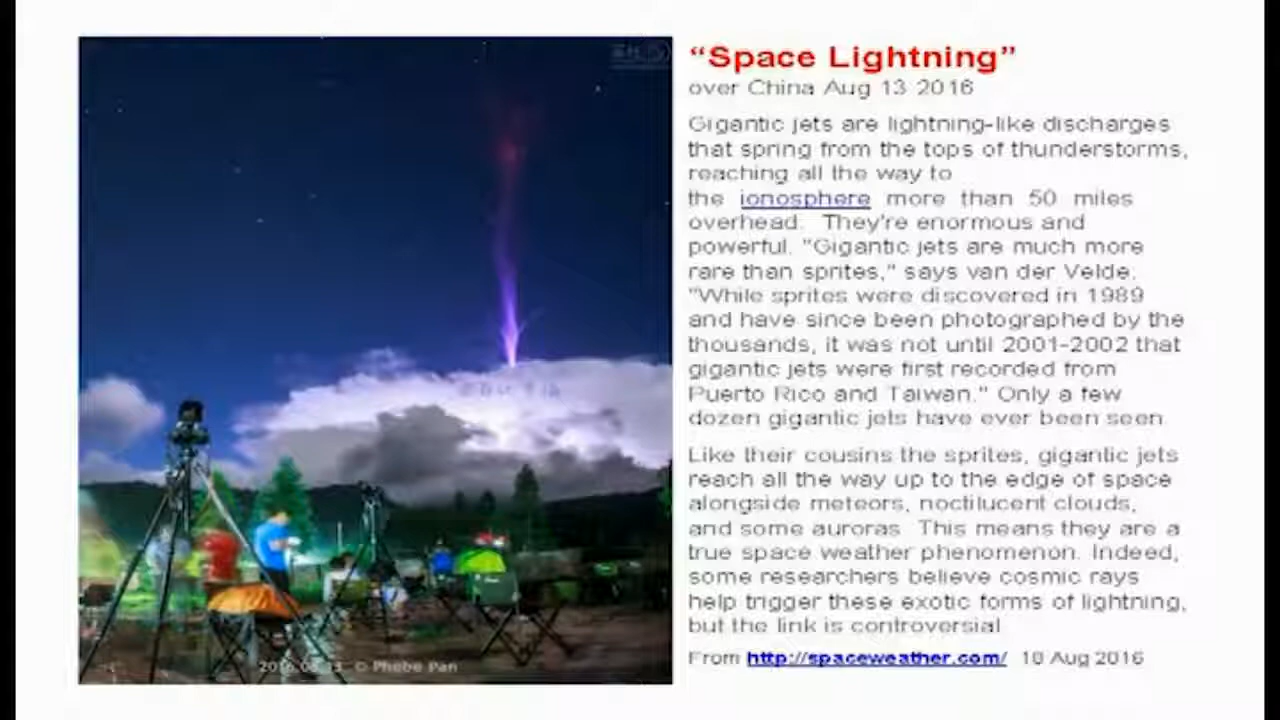 “Space Lightning”
over China Aug 13 2016
Gigantic jets are lightning-like discharges
that spring from the tops of thunderstorms,
reaching all the way to
the ionosphere more than 50 miles
overhead. They're enormous and
powerful. "Gigantic jets are much more
rare than sprites," says van der Velde.
"While sprites were discovered in 1989
and have since been photographed by the
thousands, it was not until 2001-2002 that
gigantic jets were first recorded from
Puerto Rico and Taiwan." Only a few
dozen gigantic jets have ever been seen
Like their cousins the sprites, gigantic jets
reach all the way up to the edge of space
alongside meteors, noctilucent clouds,
and some auroras. This means they are a
true space weather phenomenon. Indeed,
some researchers believe cosmic rays
help trigger these exotic forms of lightning,
but the link is controversial
From http://spaceweather.com/ 18 Aug 2016
2016.08.13 © Phebe Pan